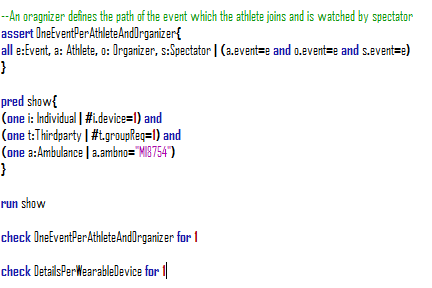 --An oragnizer defines the path of the event which the athlete joins and is watched by spectator
assert OneEventPerAthleteAndOrganizer{
all e:Event, a: Athlete, o: Organizer, s:Spectator | (a.event=e and o.event=e and s.event=e)
}
pred show{
(one i: Individual | #i.device=1) and
(one t:Thirdparty | #t.groupReq=1) and
(one a:Ambulance | a.ambno="MI8754")
}
run show
check OneEventPerAthleteAndOrganizer for 1
check DetailsPerWearableDevice for 1